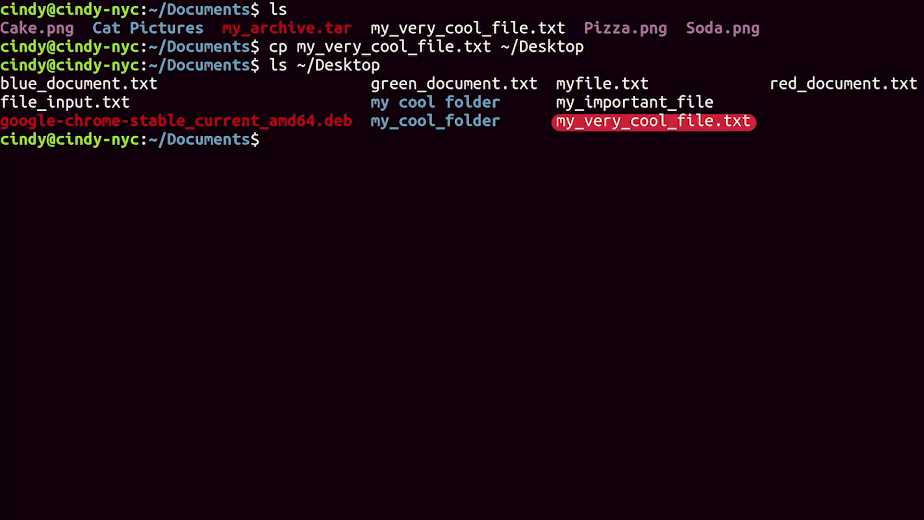 cindy@cindy-nyc:~/Documents$ ls
Cake.png  Cat Pictures  my_archive.tar  my_very_cool_file.txt  Pizza.png  Soda.png
cindy@cindy-nyc:~/Documents$ cp my_very_cool_file.txt ~/Desktop
cindy@cindy-nyc:~/Documents$ ls ~/Desktop
blue_document.txt  green_document.txt  myfile.txt  red_document.txt
file_input.txt  my cool folder  my_important_file
google-chrome-stable_current_amd64.deb  my_cool_folder  my_very_cool_file.txt
cindy@cindy-nyc:~/Documents$